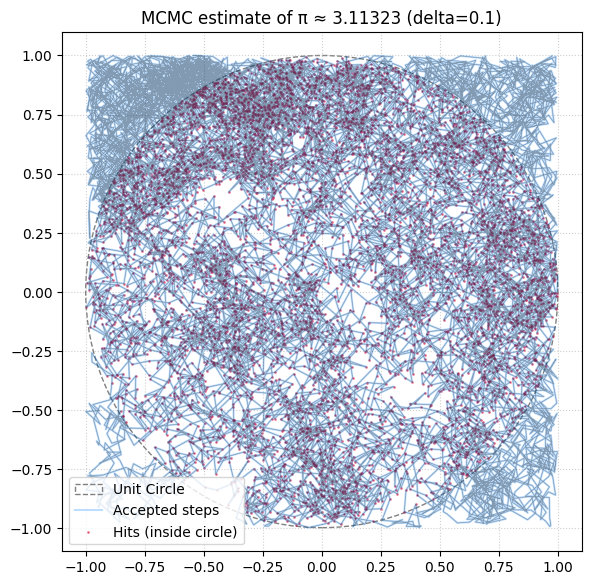 MCMC estimate of π ≈ 3.11323 (delta=0.1)
1.00
0.75
0.50
0.25
0.00
−0.25
−0.50
−0.75
−1.00
Unit Circle
Accepted steps
Hits (inside circle)
−1.00 −0.75 −0.50 −0.25 0.00 0.25 0.50 0.75 1.00